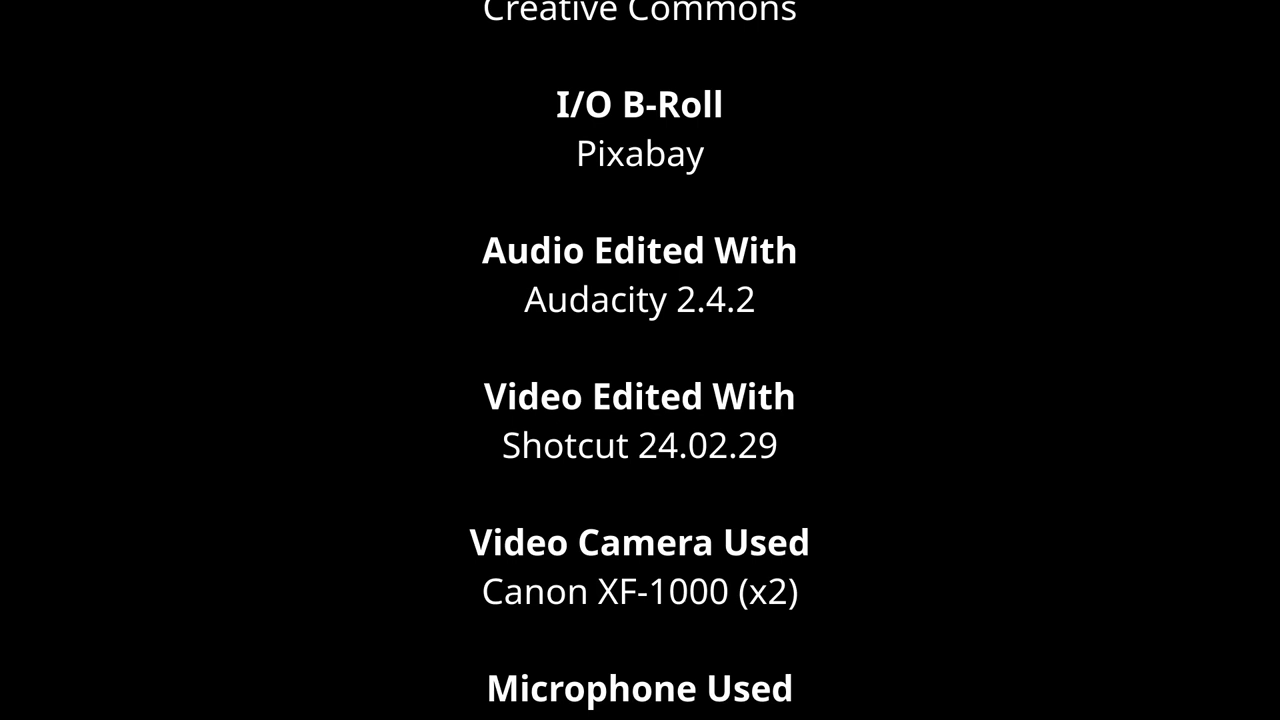 Creative Commons
I/O B-Roll
Pixabay
Audio Edited With
Audacity 2.4.2
Video Edited With
Shotcut 24.02.29
Video Camera Used
Canon XF-1000 (x2)
Microphone Used